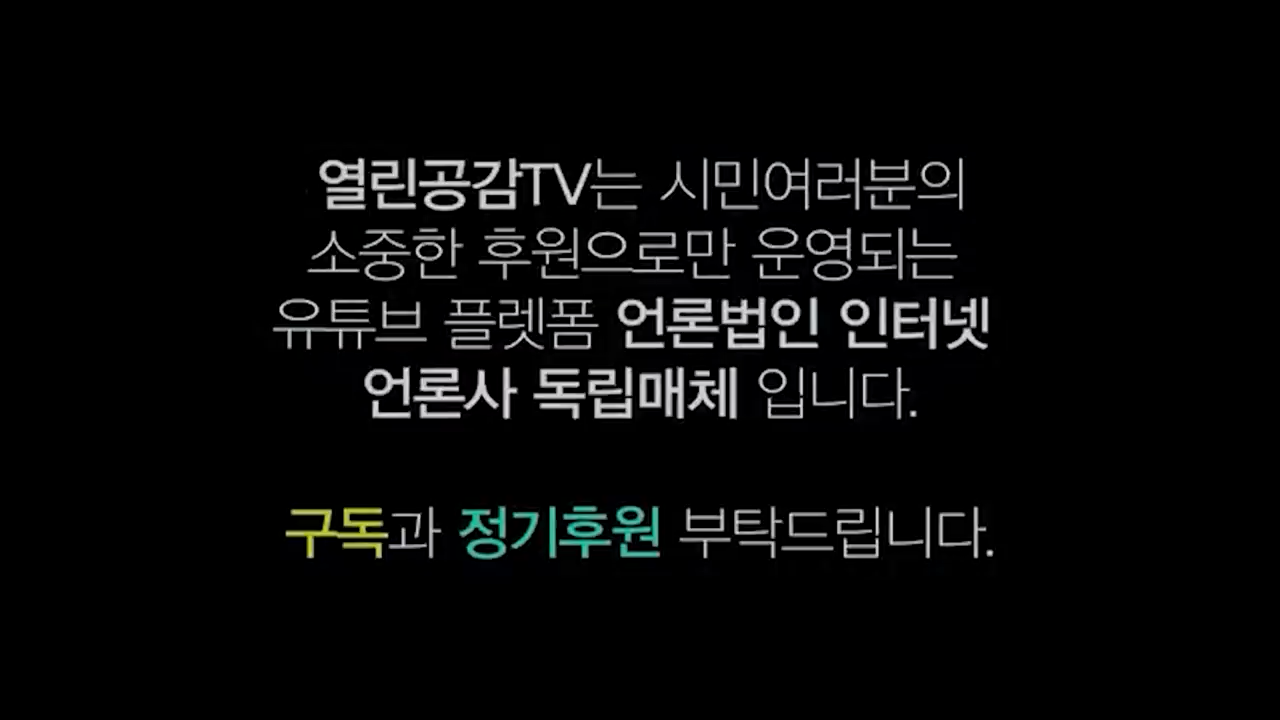 열린공감TV는 시민여러분의
소중한 후원으로만 운영되는
유튜브 플렛폼 언론법인 인터넷
언론사 독립매체 입니다.
구독과 정기후원 부탁드립니다.